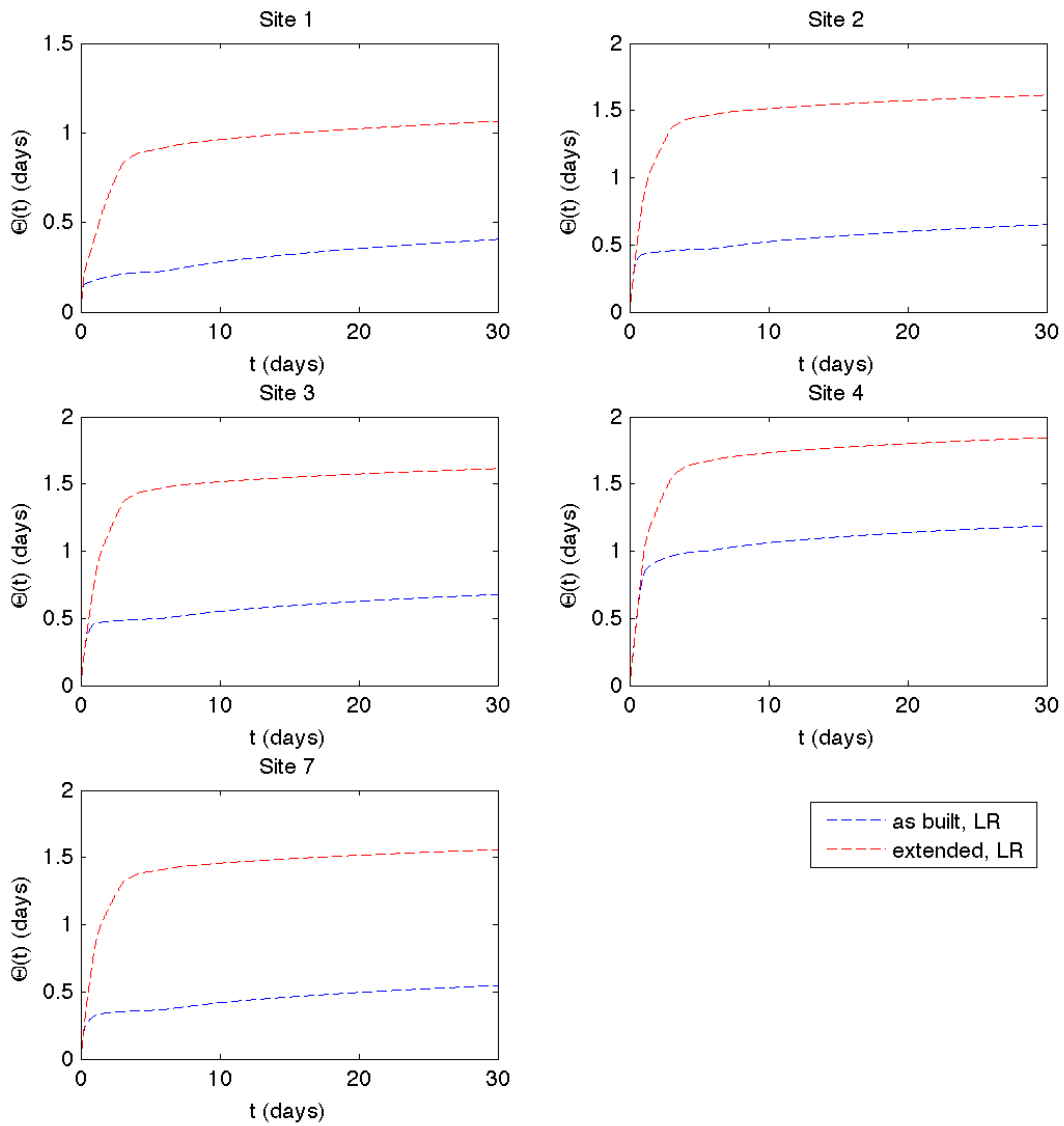 Site 1
1.5
1
0.5
0
0 10 20 30
Θ(t) (days)
t (days)
Site 2
2
1.5
1
0.5
0
0 10 20 30
Θ(t) (days)
t (days)
Site 3
2
1.5
1
0.5
0
0 10 20 30
Θ(t) (days)
t (days)
Site 4
2
1.5
1
0.5
0
0 10 20 30
Θ(t) (days)
t (days)
Site 7
2
1.5
1
0.5
0
0 10 20 30
Θ(t) (days)
t (days)
as built, LR
extended, LR